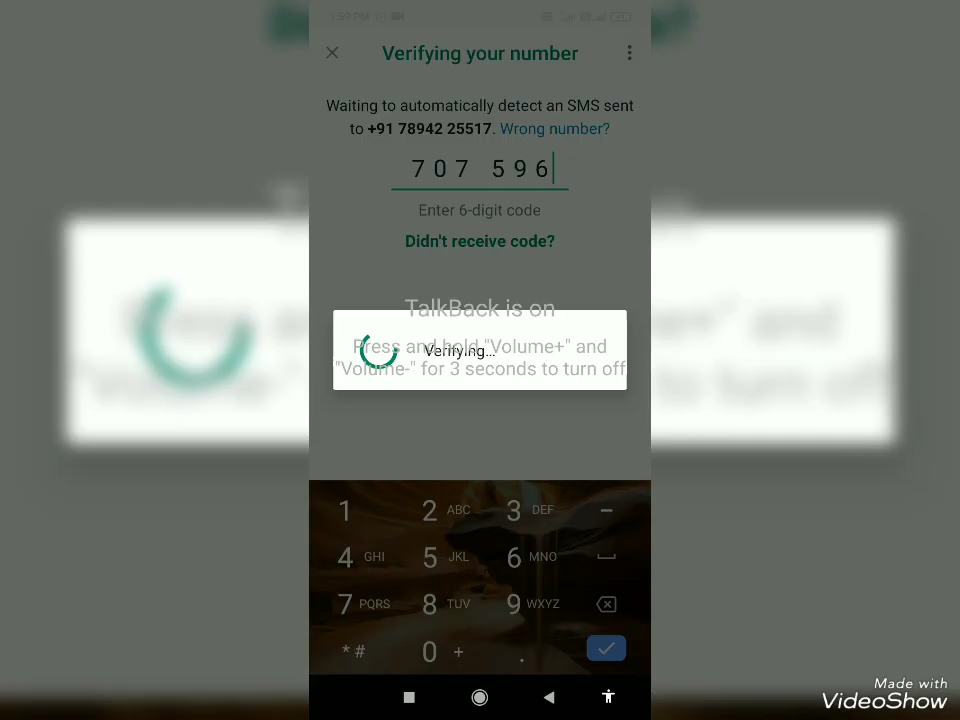 1:59 PM
Verifying your number
Waiting to automatically detect an SMS sent
to +91 78942 25517. Wrong number?
707 596
Enter 6-digit code
Didn't receive code?
TalkBack is on
Verifying...
Press and hold "Volume+" and
"Volume-" for 3 seconds to turn off
1 2 ABC 3 DEF -
4 GHI 5 JKL 6 MNO
7 PQRS 8 TUV 9 WXYZ
* # 0 + .
Made with
VideoShow